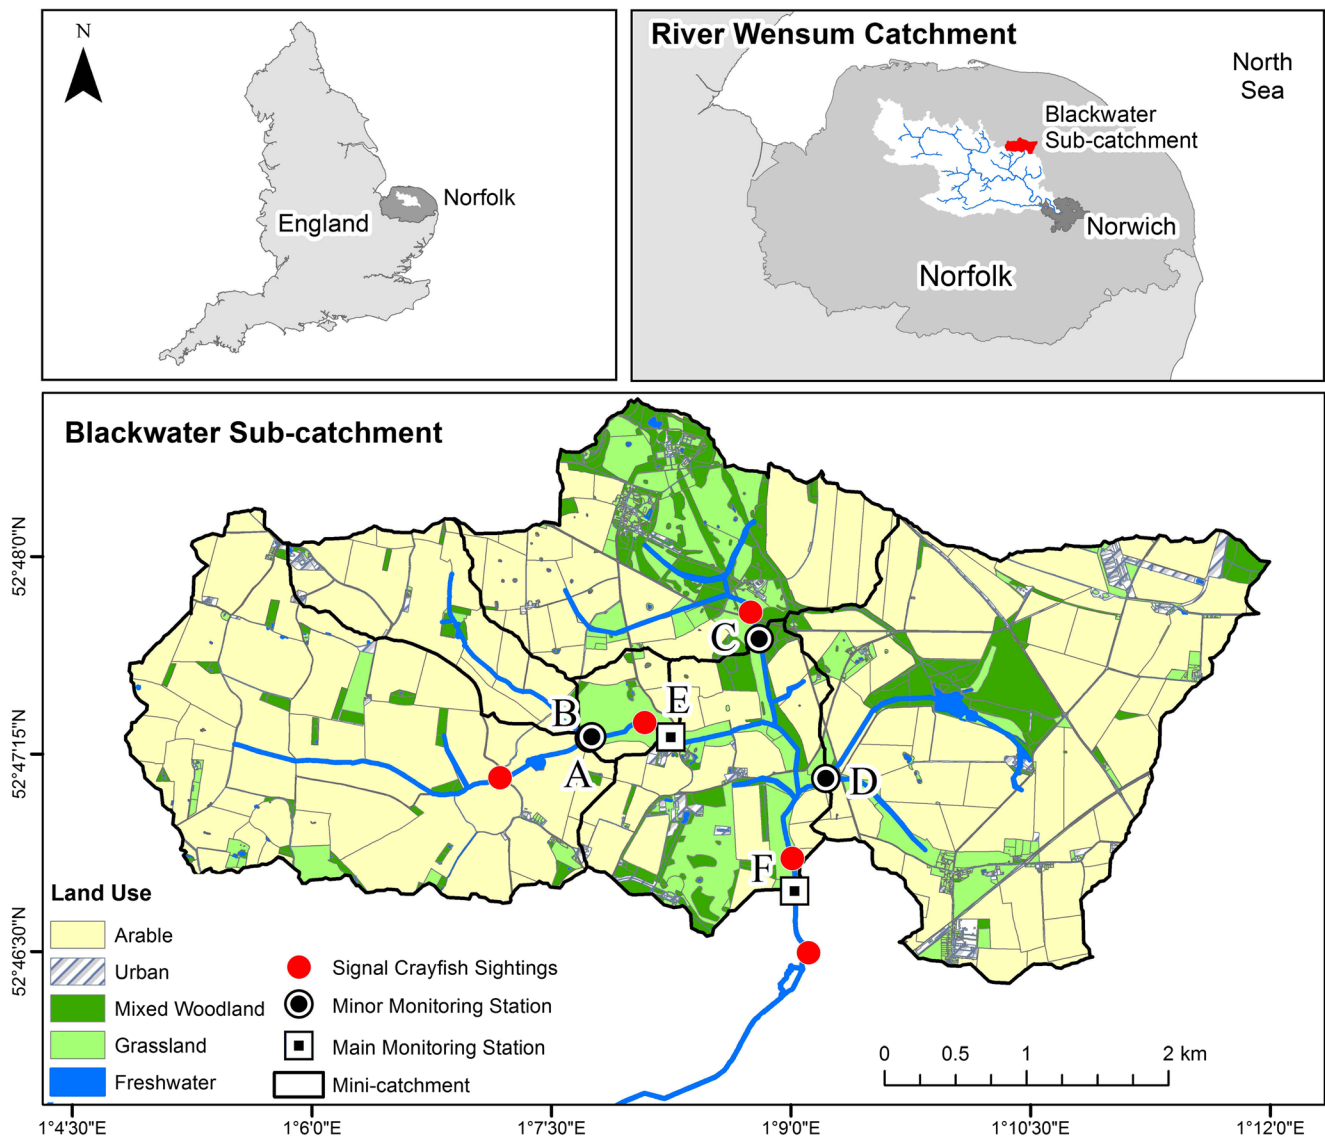 N
England
Norfolk
River Wensum Catchment
North
Sea
Blackwater
Sub-catchment
Norwich
Norfolk
Blackwater Sub-catchment
52°48'0"N
52°47'15"N
52°46'30"N
C
B
E
A
D
F
Land Use
Arable
Urban
Mixed Woodland
Grassland
Freshwater
Signal Crayfish Sightings
Minor Monitoring Station
Main Monitoring Station
Mini-catchment
0 0.5 1 2 km
1°4'30"E 1°6'0"E 1°7'30"E 1°9'0"E 1°10'30"E 1°12'0"E